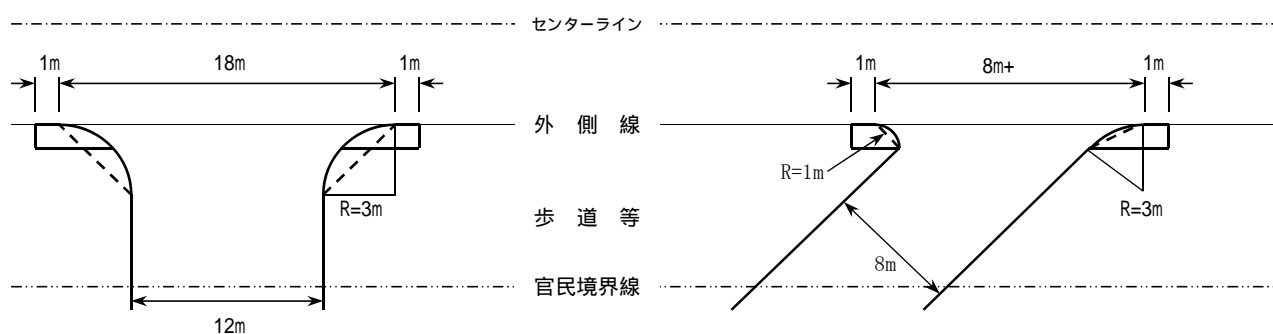 センターライン
1m 18m 1m
1m 8m+ 1m
外 側 線
R=1m
R=3m
歩 道 等
R=3m
8m
官民境界線
12m